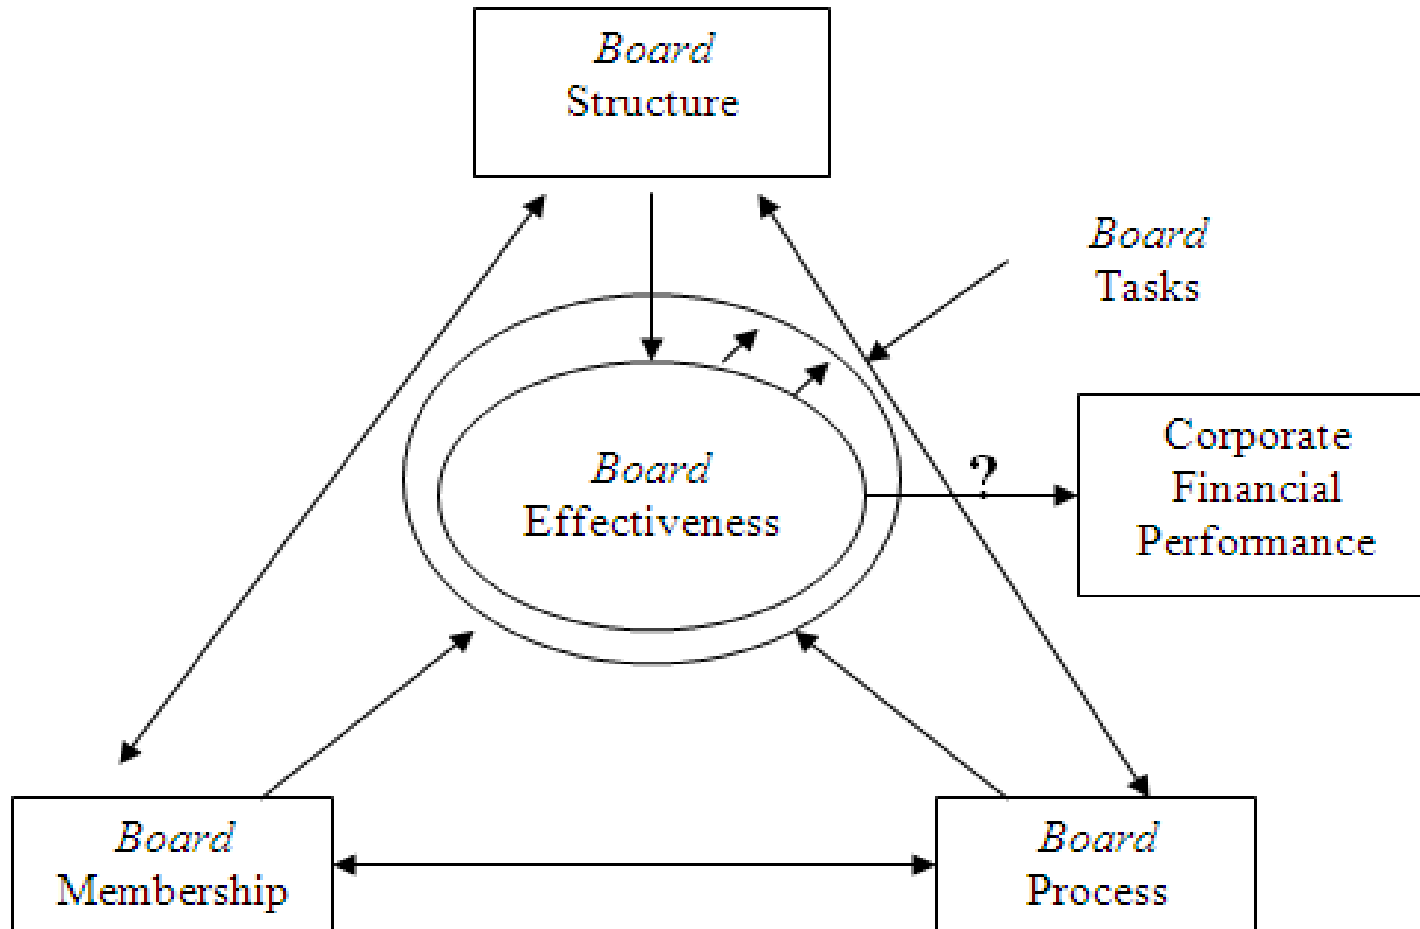 Board
Structure
Board
Tasks
Corporate
Financial
Performance
?
Board
Effectiveness
Board
Membership
Board
Process